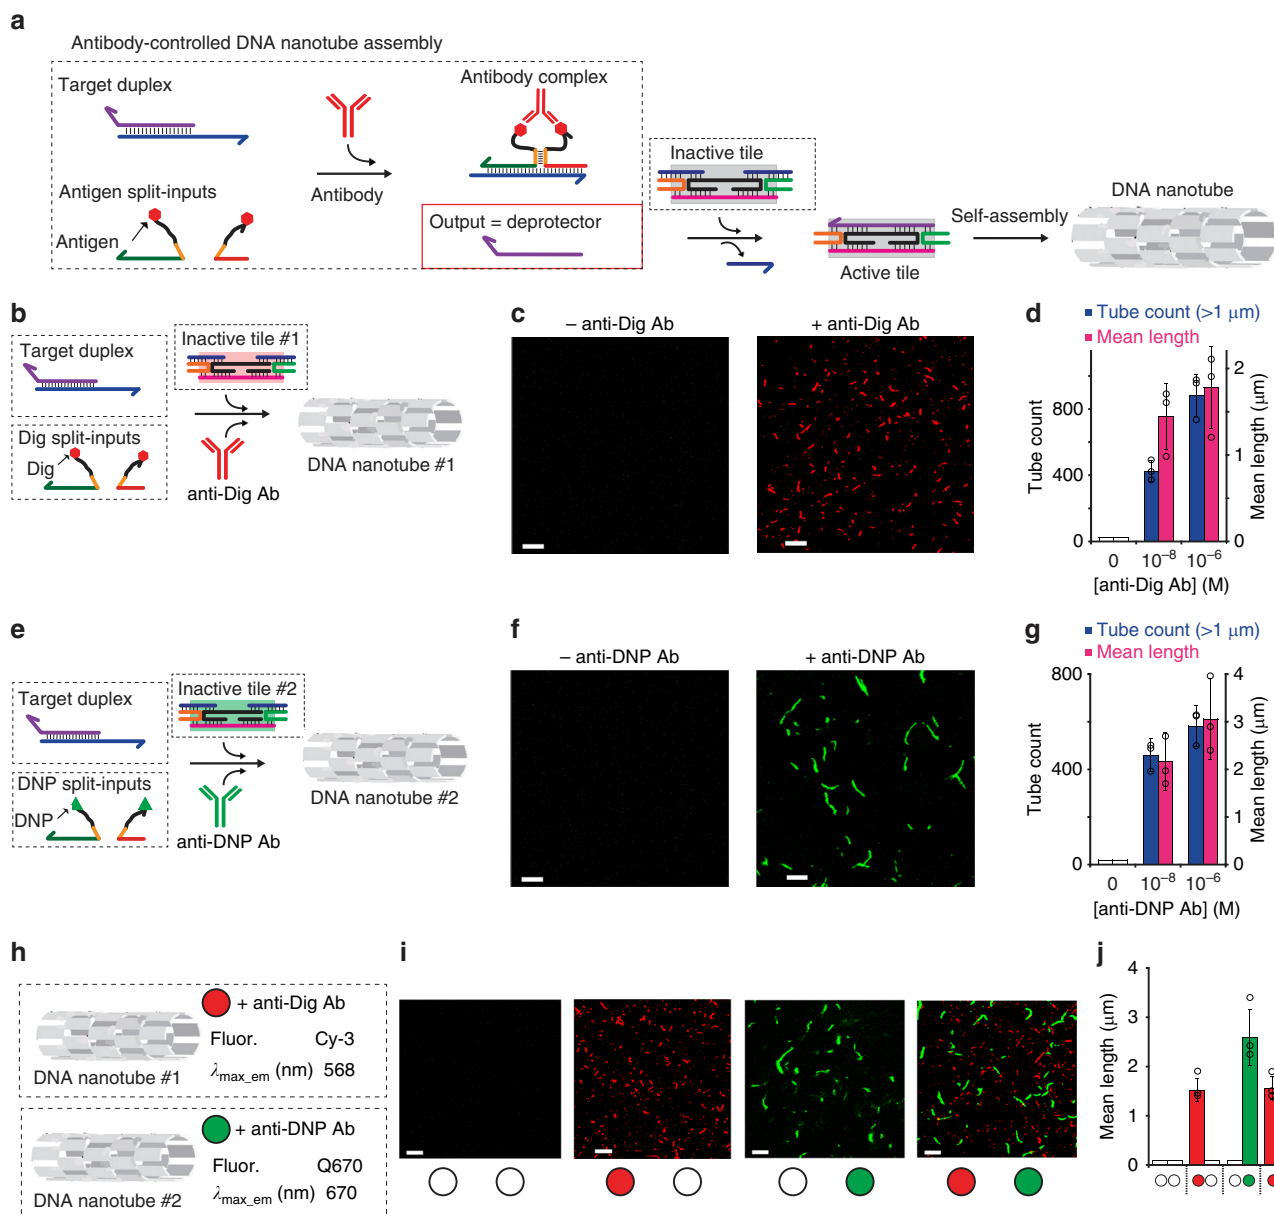 a
Antibody-controlled DNA nanotube assembly
Target duplex
Antigen split-inputs
Antigen
Antibody
Antibody complex
Output = deprotector
Inactive tile
Active tile
Self-assembly
DNA nanotube
b
Target duplex
Dig split-inputs
Dig
Inactive tile #1
anti-Dig Ab
DNA nanotube #1
c
– anti-Dig Ab
+ anti-Dig Ab
d
Tube count (>1 μm)
Mean length
Tube count
800
400
0
2
1
0
Mean length (μm)
0 10⁻⁸ 10⁻⁶
[anti-Dig Ab] (M)
e
Target duplex
DNP split-inputs
DNP
Inactive tile #2
anti-DNP Ab
DNA nanotube #2
f
– anti-DNP Ab
+ anti-DNP Ab
g
Tube count (>1 μm)
Mean length
Tube count
800
400
0
4
3
2
1
0
Mean length (μm)
0 10⁻⁸ 10⁻⁶
[anti-DNP Ab] (M)
h
+ anti-Dig Ab
Fluor. Cy-3
λmax_em (nm) 568
DNA nanotube #1
+ anti-DNP Ab
Fluor. Q670
λmax_em (nm) 670
DNA nanotube #2
i
j
Mean length (μm)
4
3
2
1
0